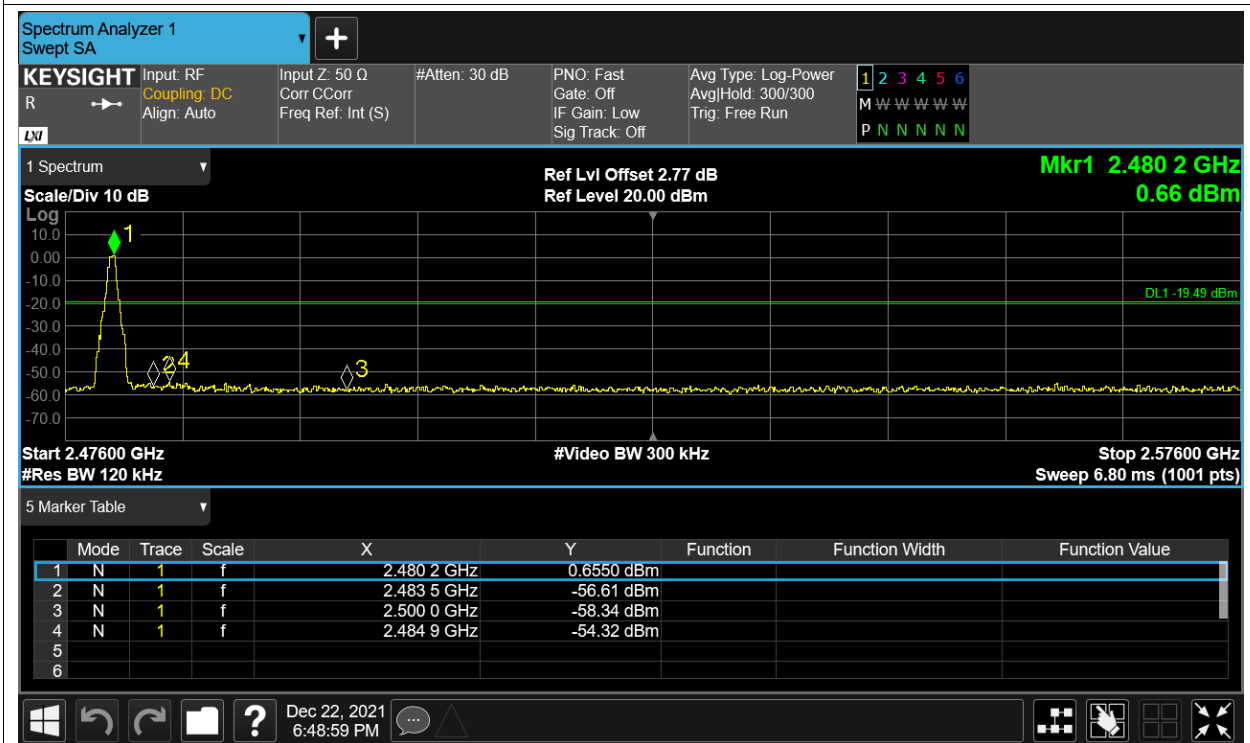 Spectrum Analyzer 1
Swept SA
KEYSIGHT Input: RF Input Z: 50 Ω #Atten: 30 dB PNO: Fast Avg Type: Log-Power 1 2 3 4 5 6
R Coupling: DC Corr CCorr Gate: Off Avg|Hold: 300/300 M W W W W W
Align: Auto Freq Ref: Int (S) IF Gain: Low Trig: Free Run
LXI Sig Track: Off P N N N N N
1 Spectrum Ref Lvl Offset 2.77 dB Mkr1 2.480 2 GHz
Scale/Div 10 dB Ref Level 20.00 dBm 0.66 dBm
Log
10.0 1
0.00
-10.0
-20.0 DL1 -19.49 dBm
-30.0
-40.0
-50.0 2 4 3
-60.0
-70.0
Start 2.47600 GHz #Video BW 300 kHz Stop 2.57600 GHz
#Res BW 120 kHz Sweep 6.80 ms (1001 pts)
5 Marker Table
Mode Trace Scale X Y Function Function Width Function Value
1 N 1 f 2.480 2 GHz 0.6550 dBm
2 N 1 f 2.483 5 GHz -56.61 dBm
3 N 1 f 2.500 0 GHz -58.34 dBm
4 N 1 f 2.484 9 GHz -54.32 dBm
5
6
? Dec 22, 2021
6:48:59 PM